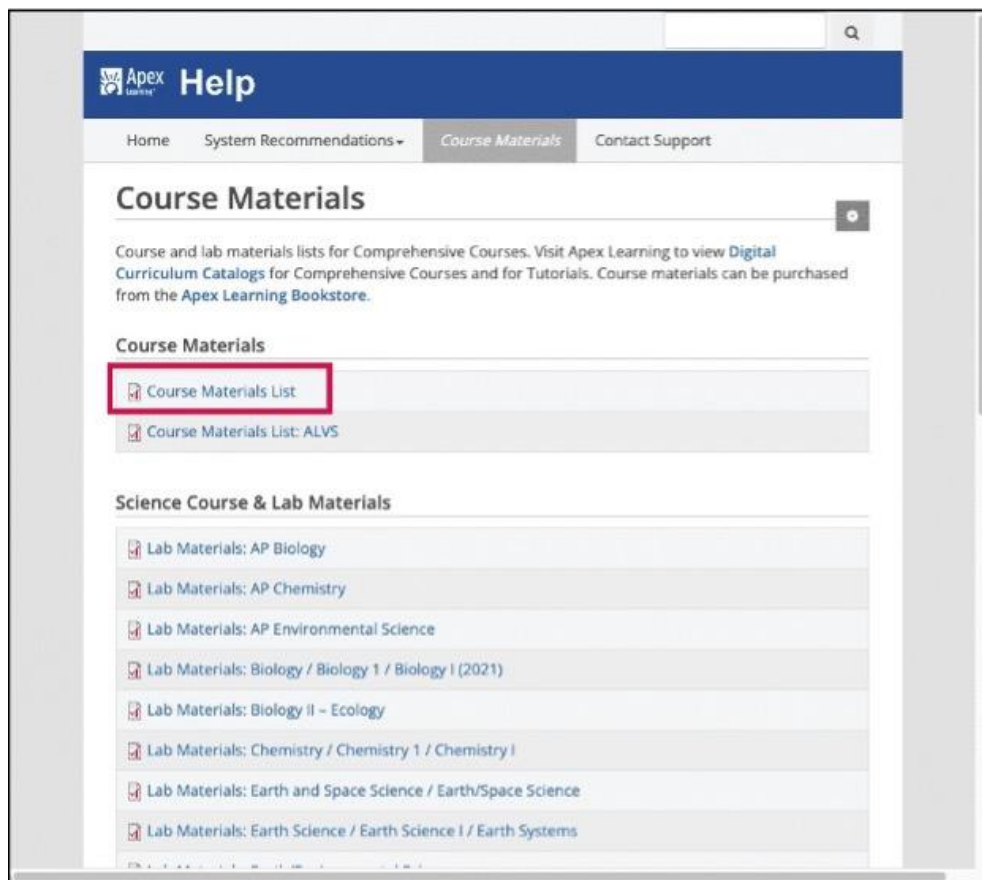 Apex
Learning
Help
Home System Recommendations Course Materials Contact Support
Course Materials
Course and lab materials lists for Comprehensive Courses. Visit Apex Learning to view Digital
Curriculum Catalogs for Comprehensive Courses and for Tutorials. Course materials can be purchased
from the Apex Learning Bookstore.
Course Materials
Course Materials List
Course Materials List: ALVS
Science Course & Lab Materials
Lab Materials: AP Biology
Lab Materials: AP Chemistry
Lab Materials: AP Environmental Science
Lab Materials: Biology / Biology 1 / Biology I (2021)
Lab Materials: Biology II – Ecology
Lab Materials: Chemistry / Chemistry 1 / Chemistry I
Lab Materials: Earth and Space Science / Earth/Space Science
Lab Materials: Earth Science / Earth Science I / Earth Systems